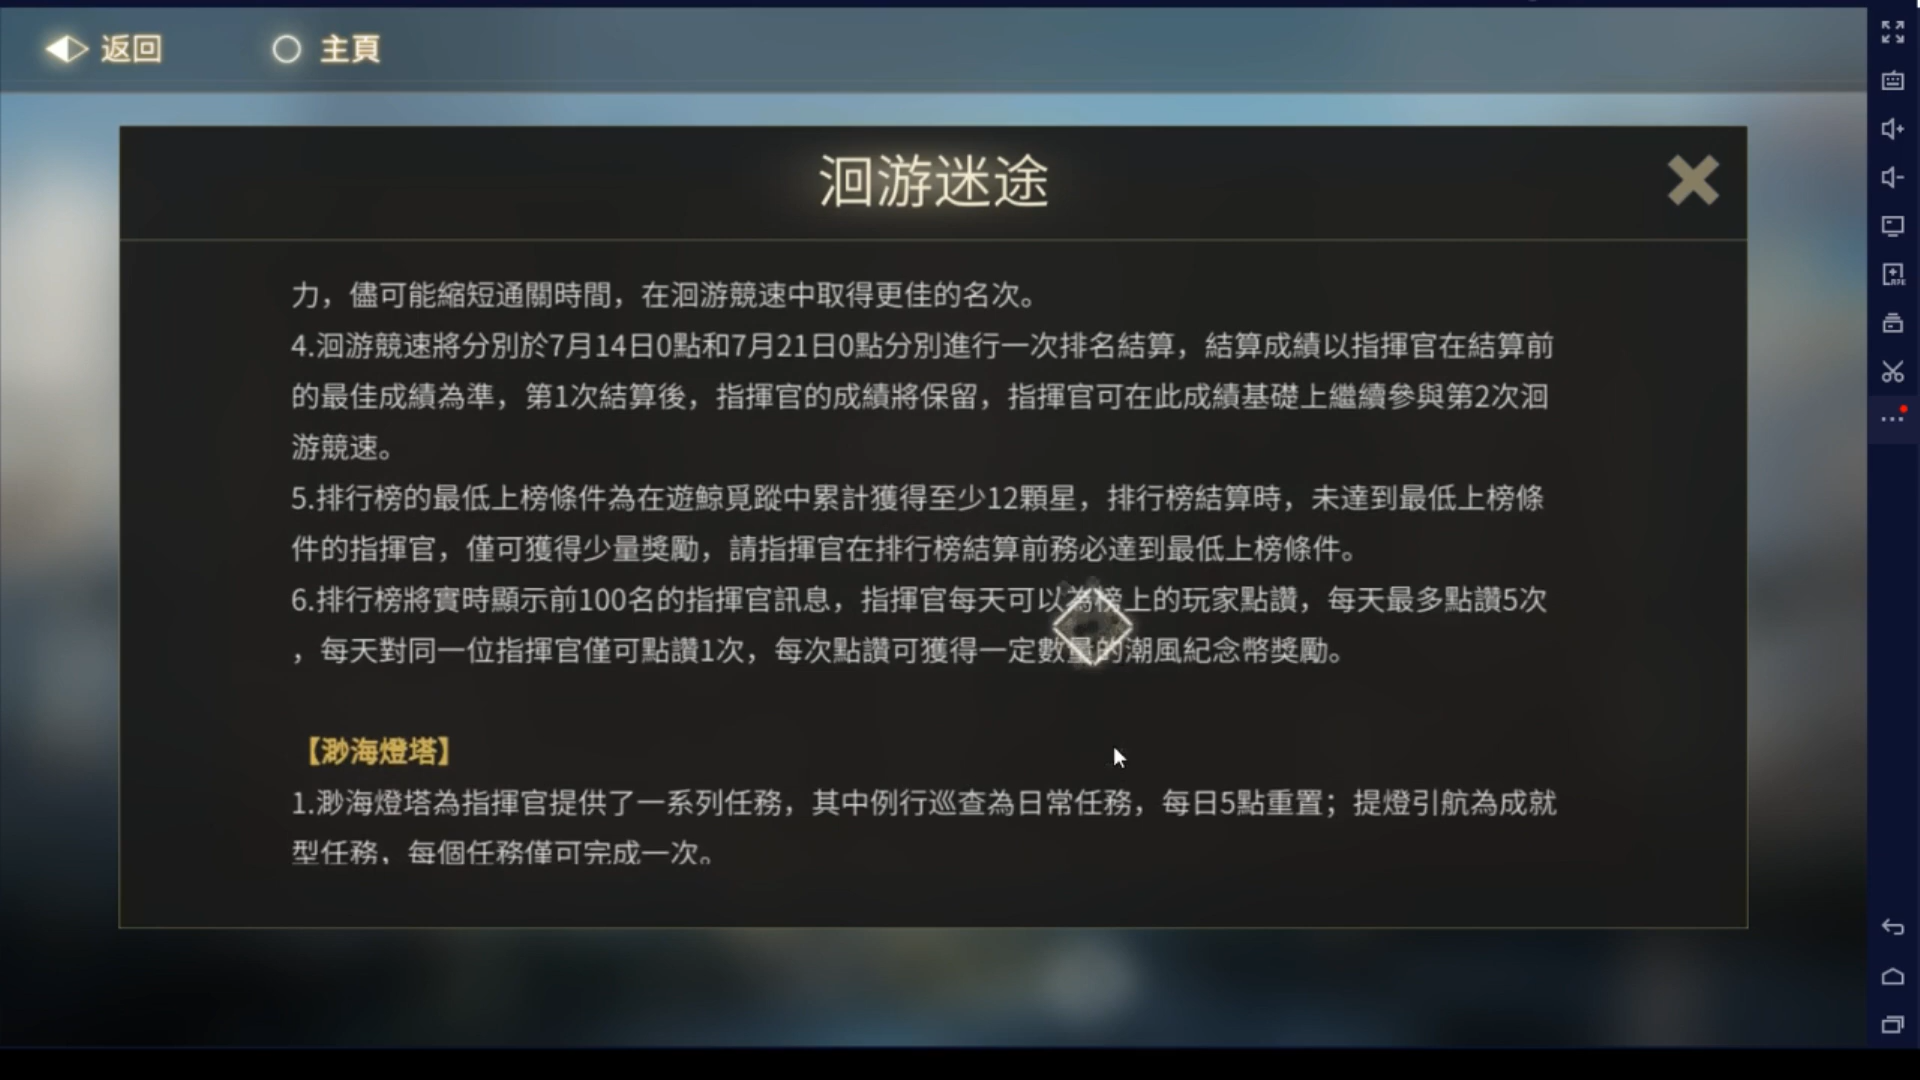 返回
主頁
洄游迷途
力，儘可能縮短通關時間，在洄游競速中取得更佳的名次。
4.洄游競速將分別於7月14日0點和7月21日0點分別進行一次排名結算，結算成績以指揮官在結算前
的最佳成績為準，第1次結算後，指揮官的成績將保留，指揮官可在此成績基礎上繼續參與第2次洄
游競速。
5.排行榜的最低上榜條件為在遊鯨覓蹤中累計獲得至少12顆星，排行榜結算時，未達到最低上榜條
件的指揮官，僅可獲得少量獎勵，請指揮官在排行榜結算前務必達到最低上榜條件。
6.排行榜將實時顯示前100名的指揮官訊息，指揮官每天可以為榜上的玩家點讚，每天最多點讚5次
，每天對同一位指揮官僅可點讚1次，每次點讚可獲得一定數量的潮風紀念幣獎勵。
【渺海燈塔】
1.渺海燈塔為指揮官提供了一系列任務，其中例行巡查為日常任務，每日5點重置；提燈引航為成就
型任務，每個任務僅可完成一次。